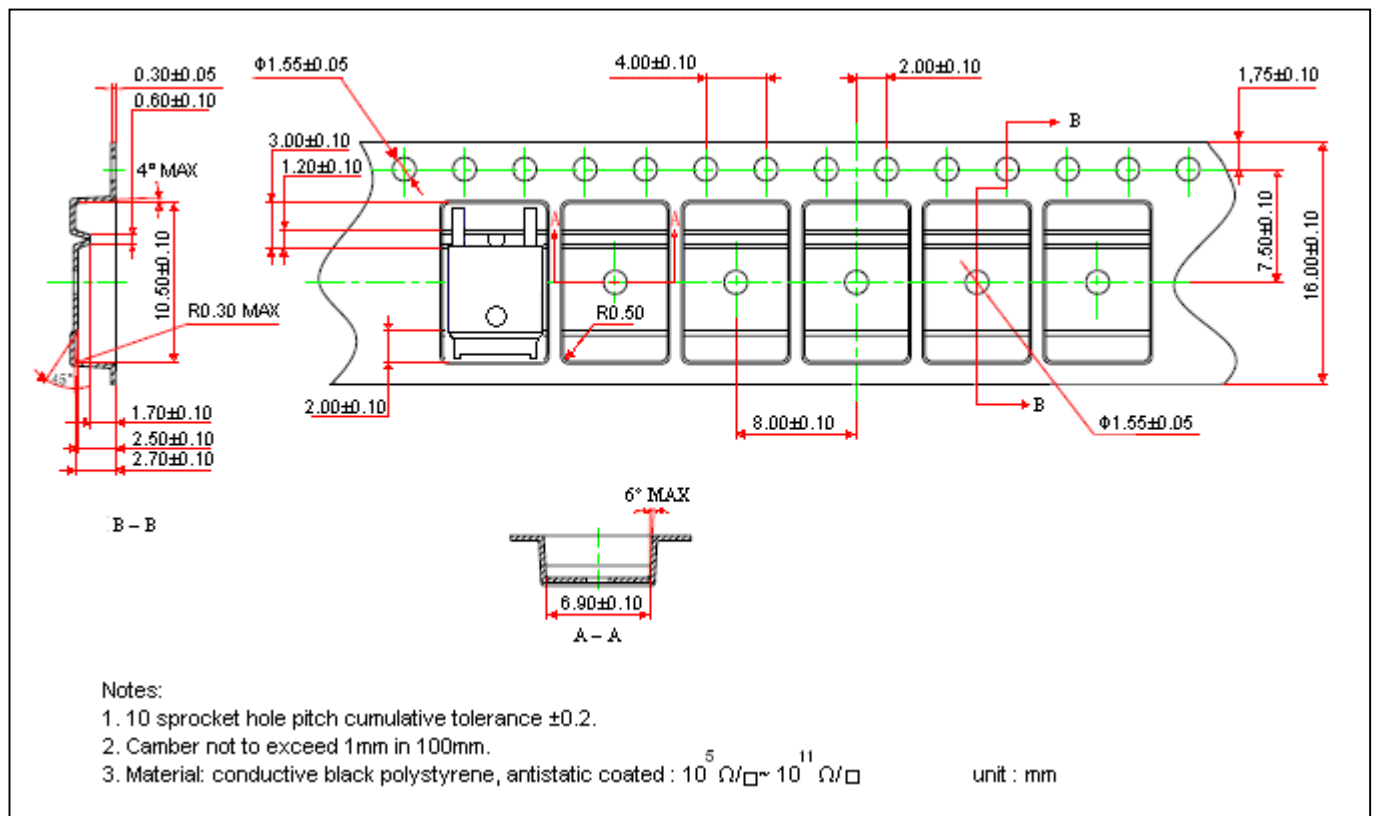 0.30±0.05
Φ1.55±0.05
4.00±0.10
2.00±0.10
1,75±0.10
0.60±0.10
3.00±0.10
1.20±0.10
4° MAX
B
A
A
10.50±0.10
7.50±0.10
16.00±0.10
R0.30 MAX
R0.50
45°
2.00±0.10
1.70±0.10
2.50±0.10
2.70±0.10
8.00±0.10
B
Φ1.55±0.05
B – B
6° MAX
6.90±0.10
A – A
Notes:
1. 10 sprocket hole pitch cumulative tolerance ±0.2.
2. Camber not to exceed 1mm in 100mm.
3. Material: conductive black polystyrene, antistatic coated : 10⁵ Ω/□~ 10¹¹ Ω/□ unit : mm